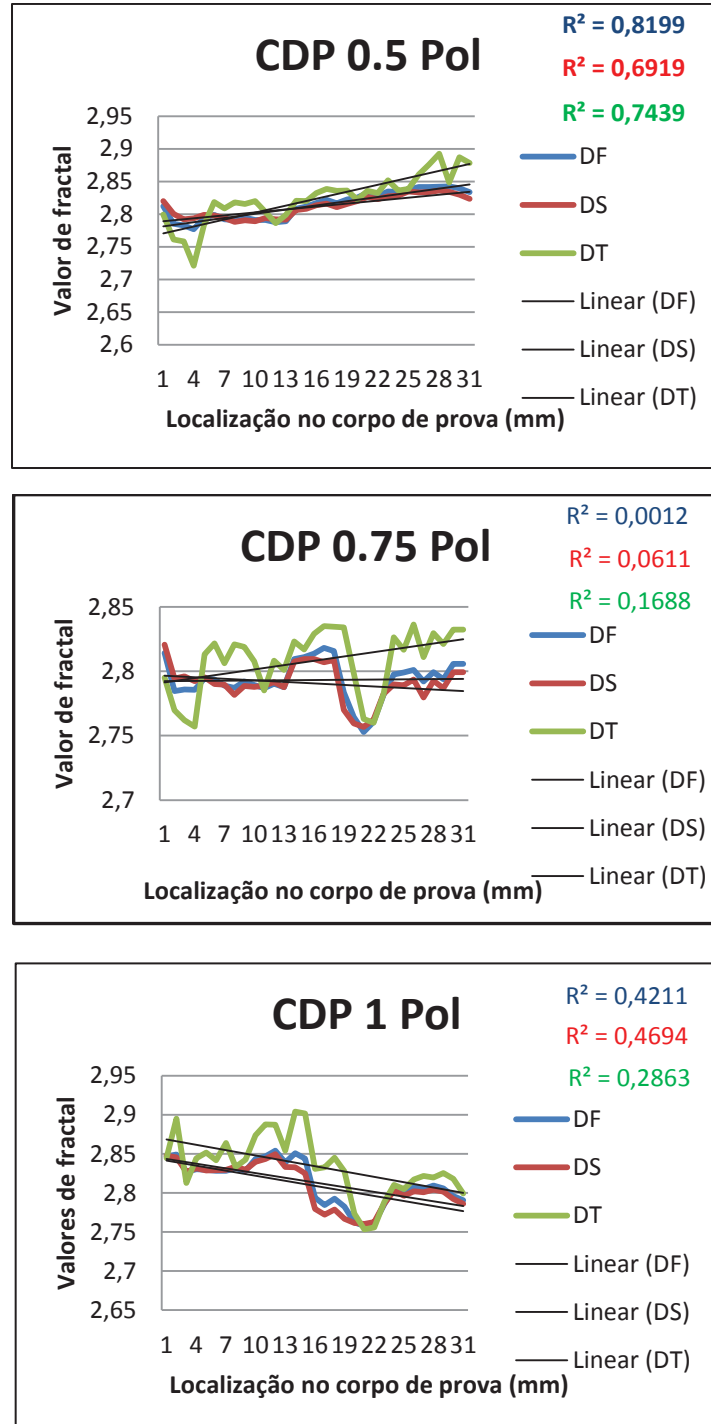 CDP 0.5 Pol
R² = 0,8199
R² = 0,6919
R² = 0,7439
2,95
2,9
2,85
2,8
2,75
2,7
2,65
2,6
Valor de fractal
1 4 7 10 13 16 19 22 25 28 31
Localização no corpo de prova (mm)
DF
DS
DT
Linear (DF)
Linear (DS)
Linear (DT)
CDP 0.75 Pol
R² = 0,0012
R² = 0,0611
R² = 0,1688
2,85
2,8
2,75
2,7
Valor de fractal
1 4 7 10 13 16 19 22 25 28 31
Localização no corpo de prova (mm)
DF
DS
DT
Linear (DF)
Linear (DS)
Linear (DT)
CDP 1 Pol
R² = 0,4211
R² = 0,4694
R² = 0,2863
2,95
2,9
2,85
2,8
2,75
2,7
2,65
Valores de fractal
1 4 7 10 13 16 19 22 25 28 31
Localização no corpo de prova (mm)
DF
DS
DT
Linear (DF)
Linear (DS)
Linear (DT)